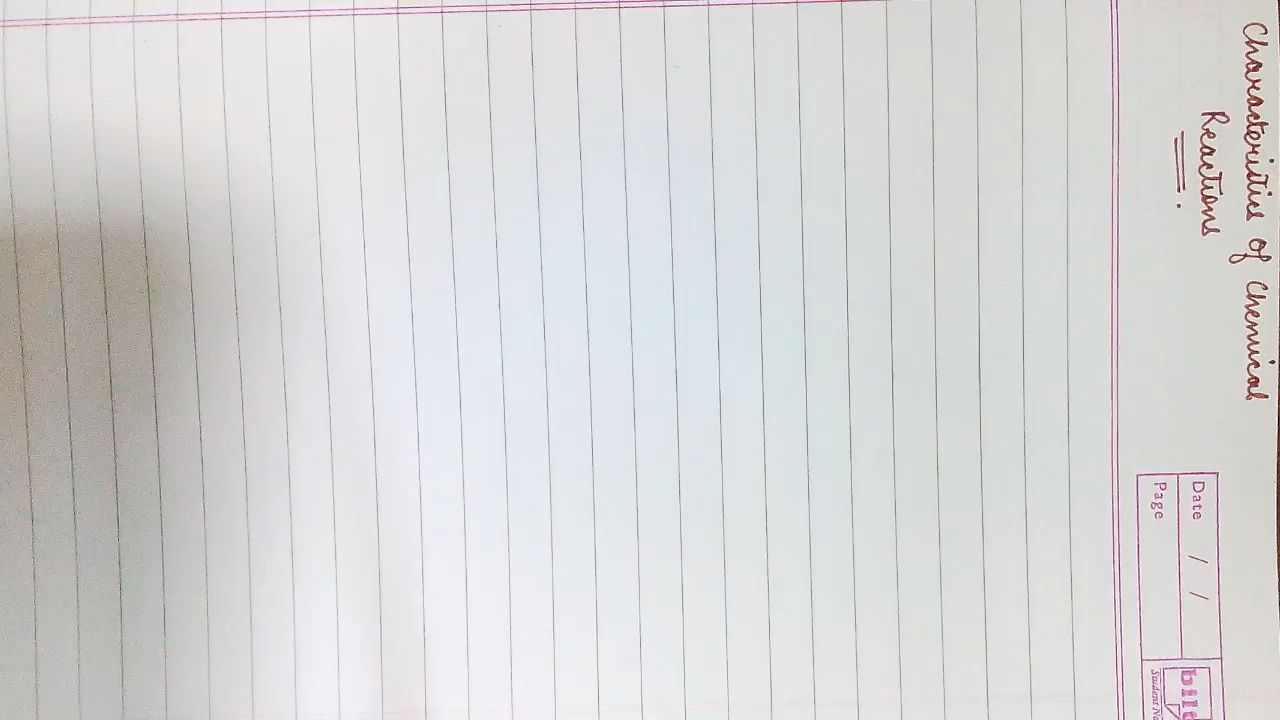 Characteristics of Chemical
Reactions
Date / /
Page